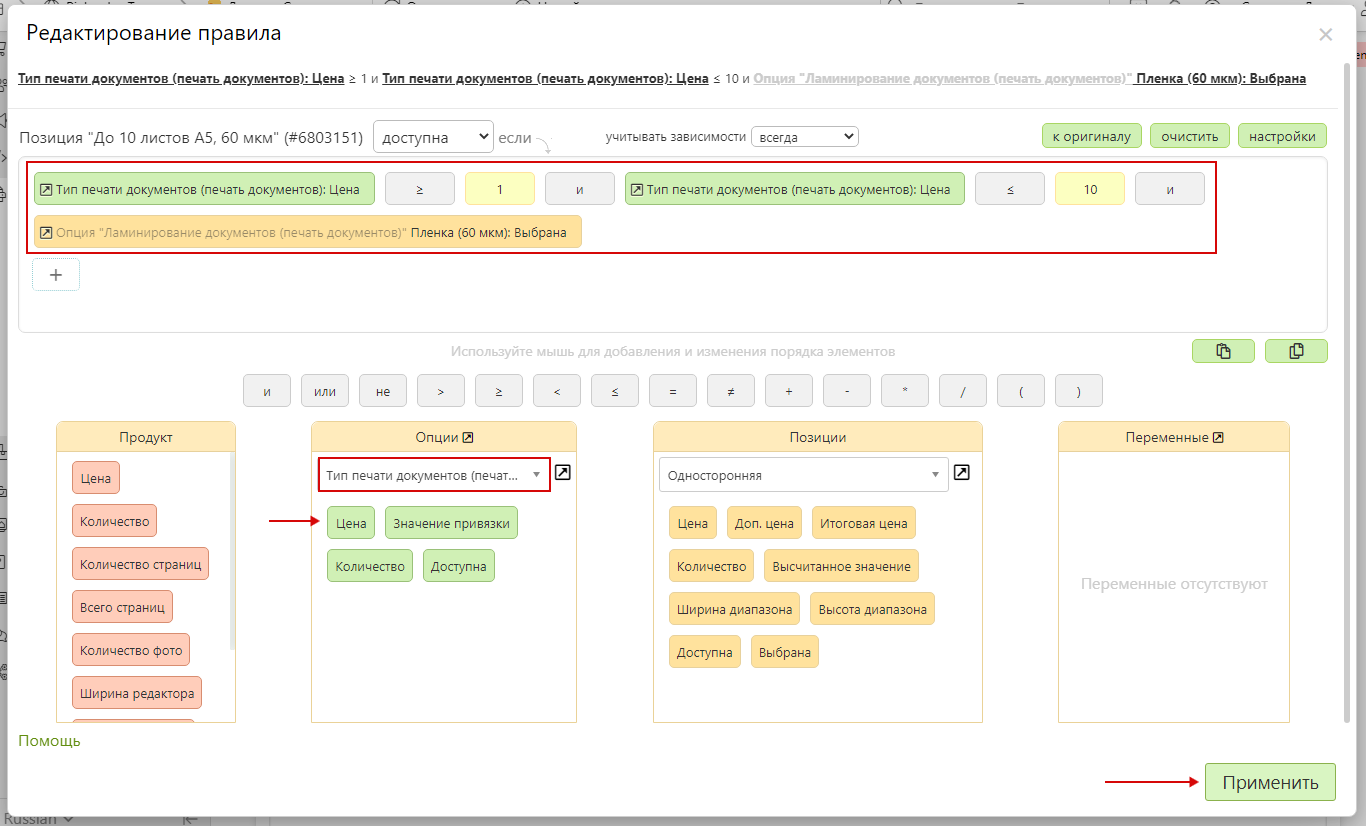 Редактирование правила
Тип печати документов (печать документов): Цена ≥ 1 и Тип печати документов (печать документов): Цена ≤ 10 и Опция "Ламинирование документов (печать документов)" Пленка (60 мкм): Выбрана
Позиция "До 10 листов А5, 60 мкм" (#6803151) доступна если учитывать зависимости всегда к оригиналу очистить настройки
Тип печати документов (печать документов): Цена ≥ 1 и Тип печати документов (печать документов): Цена ≤ 10 и
Опция "Ламинирование документов (печать документов)" Пленка (60 мкм): Выбрана
+
Используйте мышь для добавления и изменения порядка элементов
и или не > ≥ < ≤ = ≠ + - * / ( )
Продукт
Цена
Количество
Количество страниц
Всего страниц
Количество фото
Ширина редактора
Опции
Тип печати документов (печат...
Цена Значение привязки
Количество Доступна
Позиции
Односторонняя
Цена Доп. цена Итоговая цена
Количество Высчитанное значение
Ширина диапазона Высота диапазона
Доступна Выбрана
Переменные
Переменные отсутствуют
Помощь
Применить
Russian